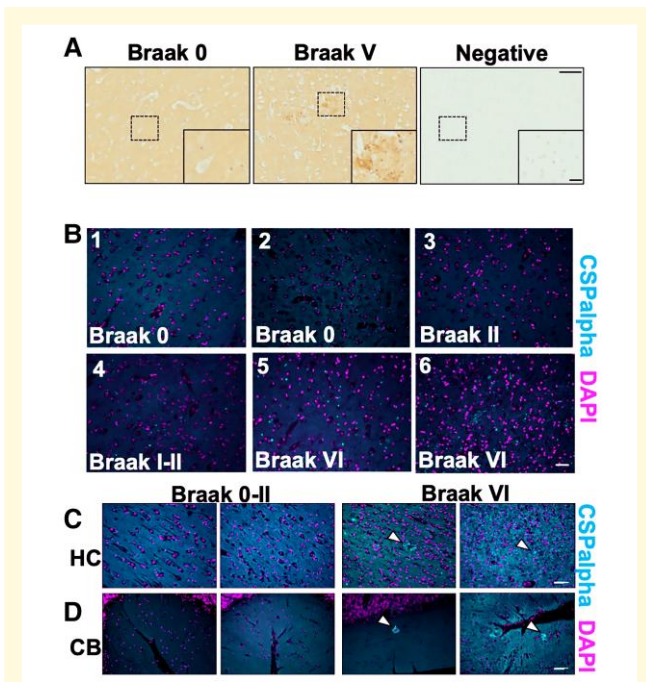 A
Braak 0 Braak V Negative
B
1 2 3
Braak 0 Braak 0 Braak II
4 5 6
Braak I-II Braak VI Braak VI
CSPalpha DAPI
Braak 0-II Braak VI
C
HC
D
CB
CSPalpha DAPI